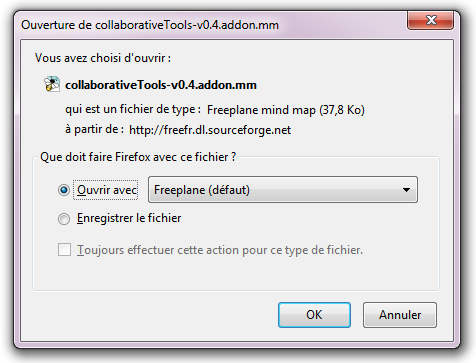 Ouverture de collaborativeTools-v0.4.addon.mm
Vous avez choisi d'ouvrir :
collaborativeTools-v0.4.addon.mm
qui est un fichier de type : Freeplane mind map (37,8 Ko)
à partir de : http://freefr.dl.sourceforge.net
Que doit faire Firefox avec ce fichier ?
Ouvrir avec Freeplane (défaut)
Enregistrer le fichier
Toujours effectuer cette action pour ce type de fichier.
OK Annuler